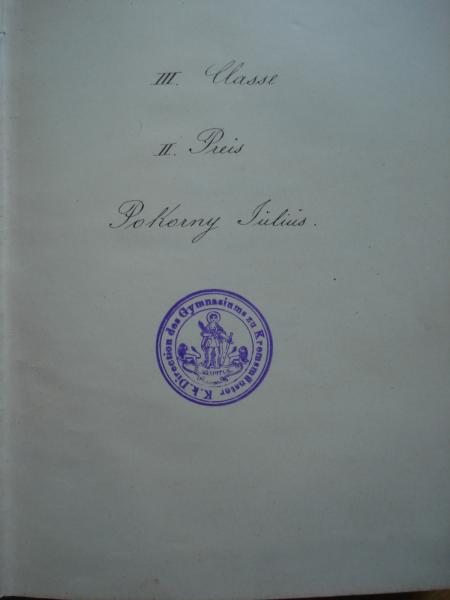 III. Classe
II. Preis
Pokorny Julius.
K.k. Direction des Gymnasiums zu Kremsmünster